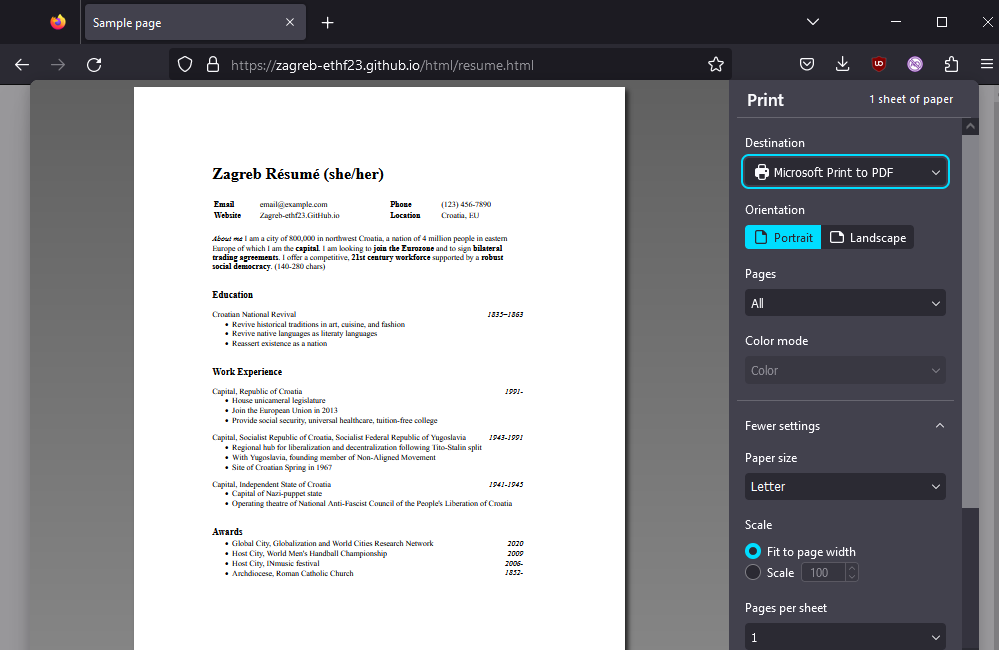 Sample page
https://zagreb-ethf23.github.io/html/resume.html
Zagreb Résumé (she/her)
Email email@example.com Phone (123) 456-7890
Website Zagreb-ethf23.GitHub.io Location Croatia, EU
About me I am a city of 800,000 in northwest Croatia, a nation of 4 million people in eastern
Europe of which I am the capital. I am looking to join the Eurozone and to sign bilateral
trading agreements. I offer a competitive, 21st century workforce supported by a robust
social democracy. (140-280 chars)
Education
Croatian National Revival 1835–1863
• Revive historical traditions in art, cuisine, and fashion
• Revive native languages as literaty languages
• Reassert existence as a nation
Work Experience
Capital, Republic of Croatia 1991-
• House unicameral legislature
• Join the European Union in 2013
• Provide social security, universal healthcare, tuition-free college
Capital, Socialist Republic of Croatia, Socialist Federal Republic of Yugoslavia 1943-1991
• Regional hub for liberalization and decentralization following Tito-Stalin split
• With Yugoslavia, founding member of Non-Aligned Movement
• Site of Croatian Spring in 1967
Capital, Independent State of Croatia 1941-1945
• Capital of Nazi-puppet state
• Operating theatre of National Anti-Fascist Council of the People's Liberation of Croatia
Awards
• Global City, Globalization and World Cities Research Network 2020
• Host City, World Men's Handball Championship 2009
• Host City, INmusic festival 2006-
• Archdiocese, Roman Catholic Church 1852-
Print 1 sheet of paper
Destination
Microsoft Print to PDF
Orientation
Portrait Landscape
Pages
All
Color mode
Color
Fewer settings
Paper size
Letter
Scale
Fit to page width
Scale 100
Pages per sheet
1